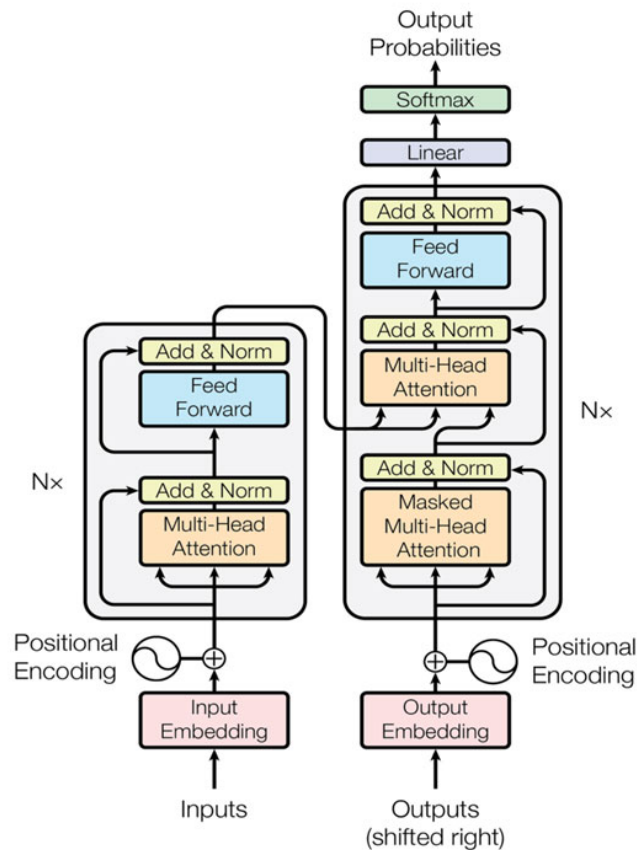 Output
Probabilities
Softmax
Linear
Add & Norm
Feed
Forward
Add & Norm
Multi-Head
Attention
Add & Norm
Masked
Multi-Head
Attention
N×
Add & Norm
Feed
Forward
Add & Norm
Multi-Head
Attention
N×
Positional
Encoding
Positional
Encoding
Input
Embedding
Output
Embedding
Inputs
Outputs
(shifted right)